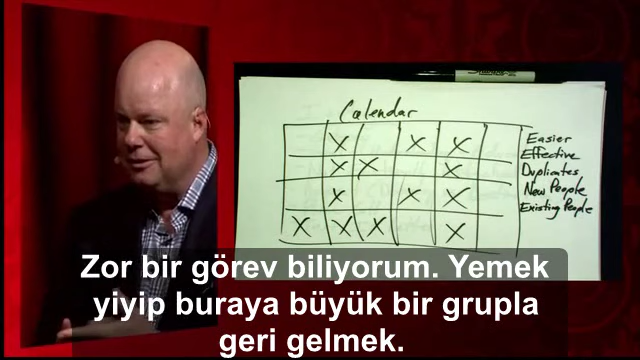 Calendar
X X X
X X X
X X X
X X X X
Easier
Effective
Duplicates
New People
Existing People
Zor bir görev biliyorum. Yemek
yiyip buraya büyük bir grupla
geri gelmek.